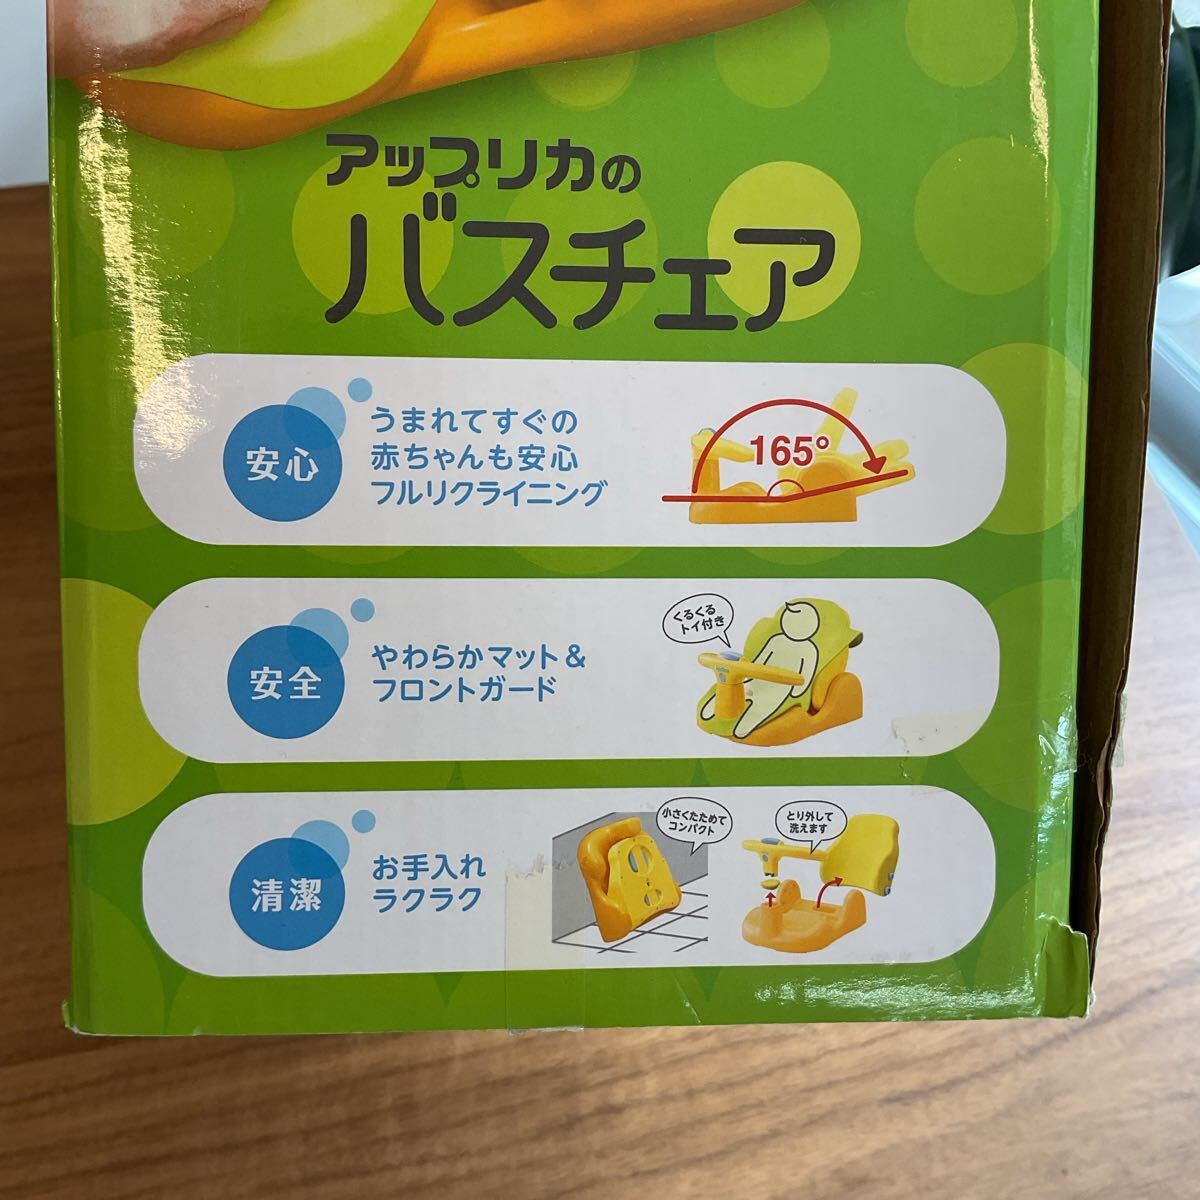 アップリカの
バスチェア
安心
うまれてすぐの
赤ちゃんも安心
フルリクライニング
165°
安全
やわらかマット＆
フロントガード
くるくる
トイ付き
清潔
お手入れ
ラクラク
小さくたためて
コンパクト
とり外して
洗えます